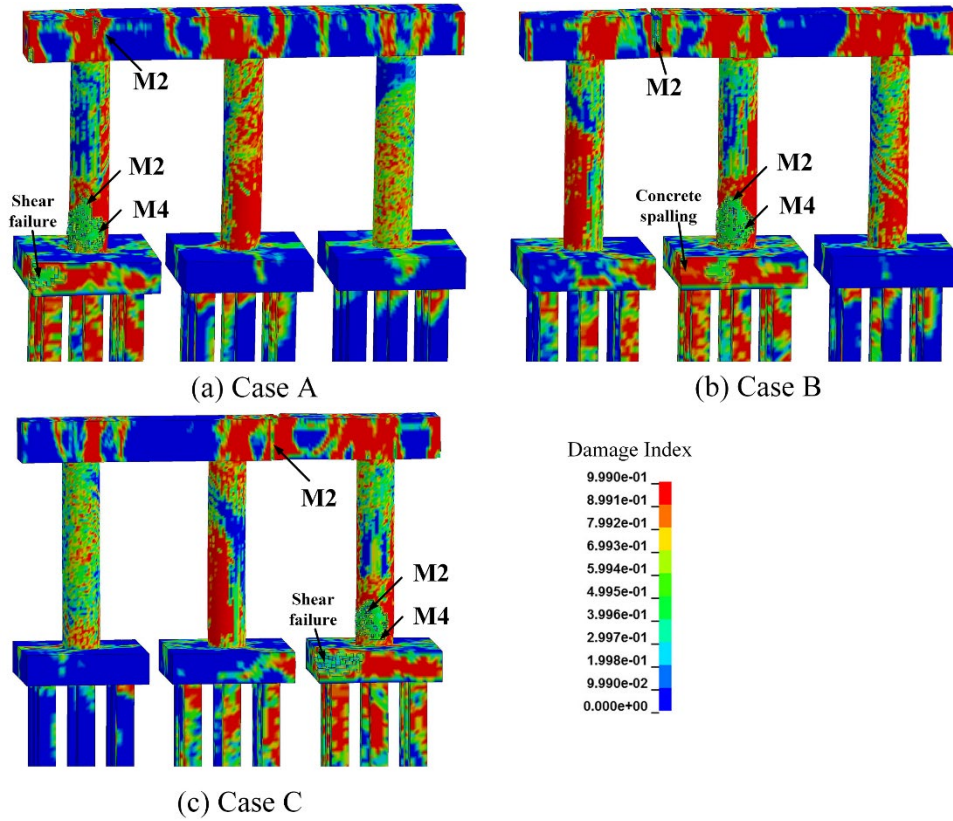 M2
M2
M4
Shear
failure
(a) Case A
M2
M2
M4
Concrete
spalling
(b) Case B
M2
M2
M4
Shear
failure
(c) Case C
Damage Index
9.990e-01
8.991e-01
7.992e-01
6.993e-01
5.994e-01
4.995e-01
3.996e-01
2.997e-01
1.998e-01
9.990e-02
0.000e+00